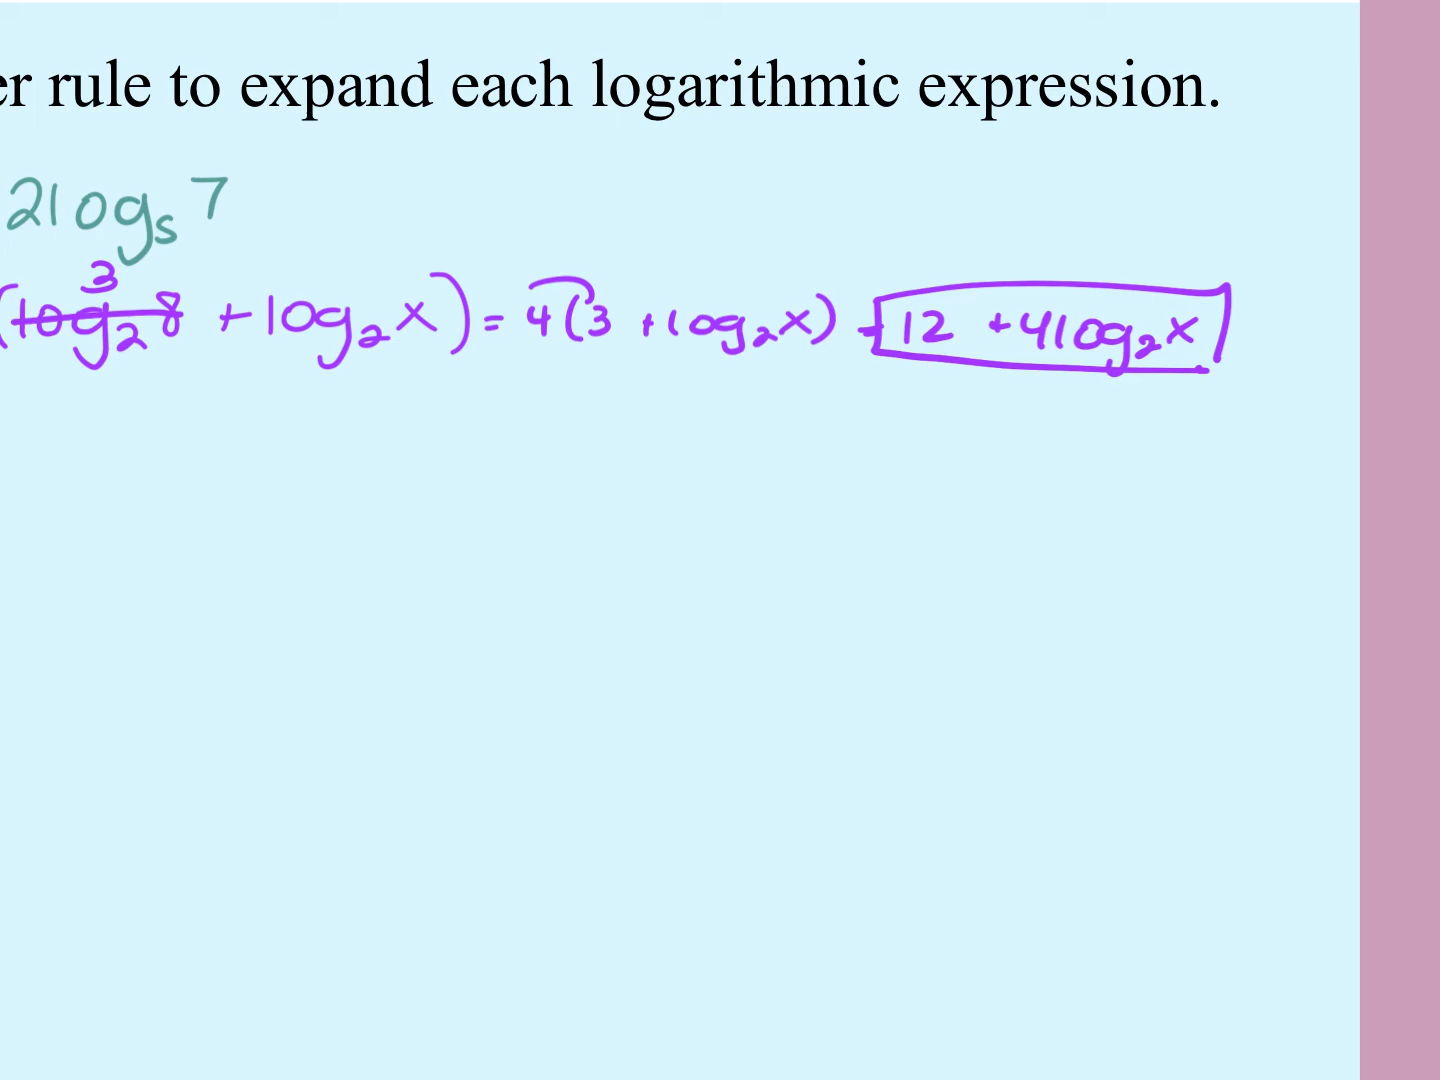 er rule to expand each logarithmic expression.
2log₅ 7
3
(log₂ 8 + log₂ x) = 4(3 + log₂ x) = 12 + 4log₂ x